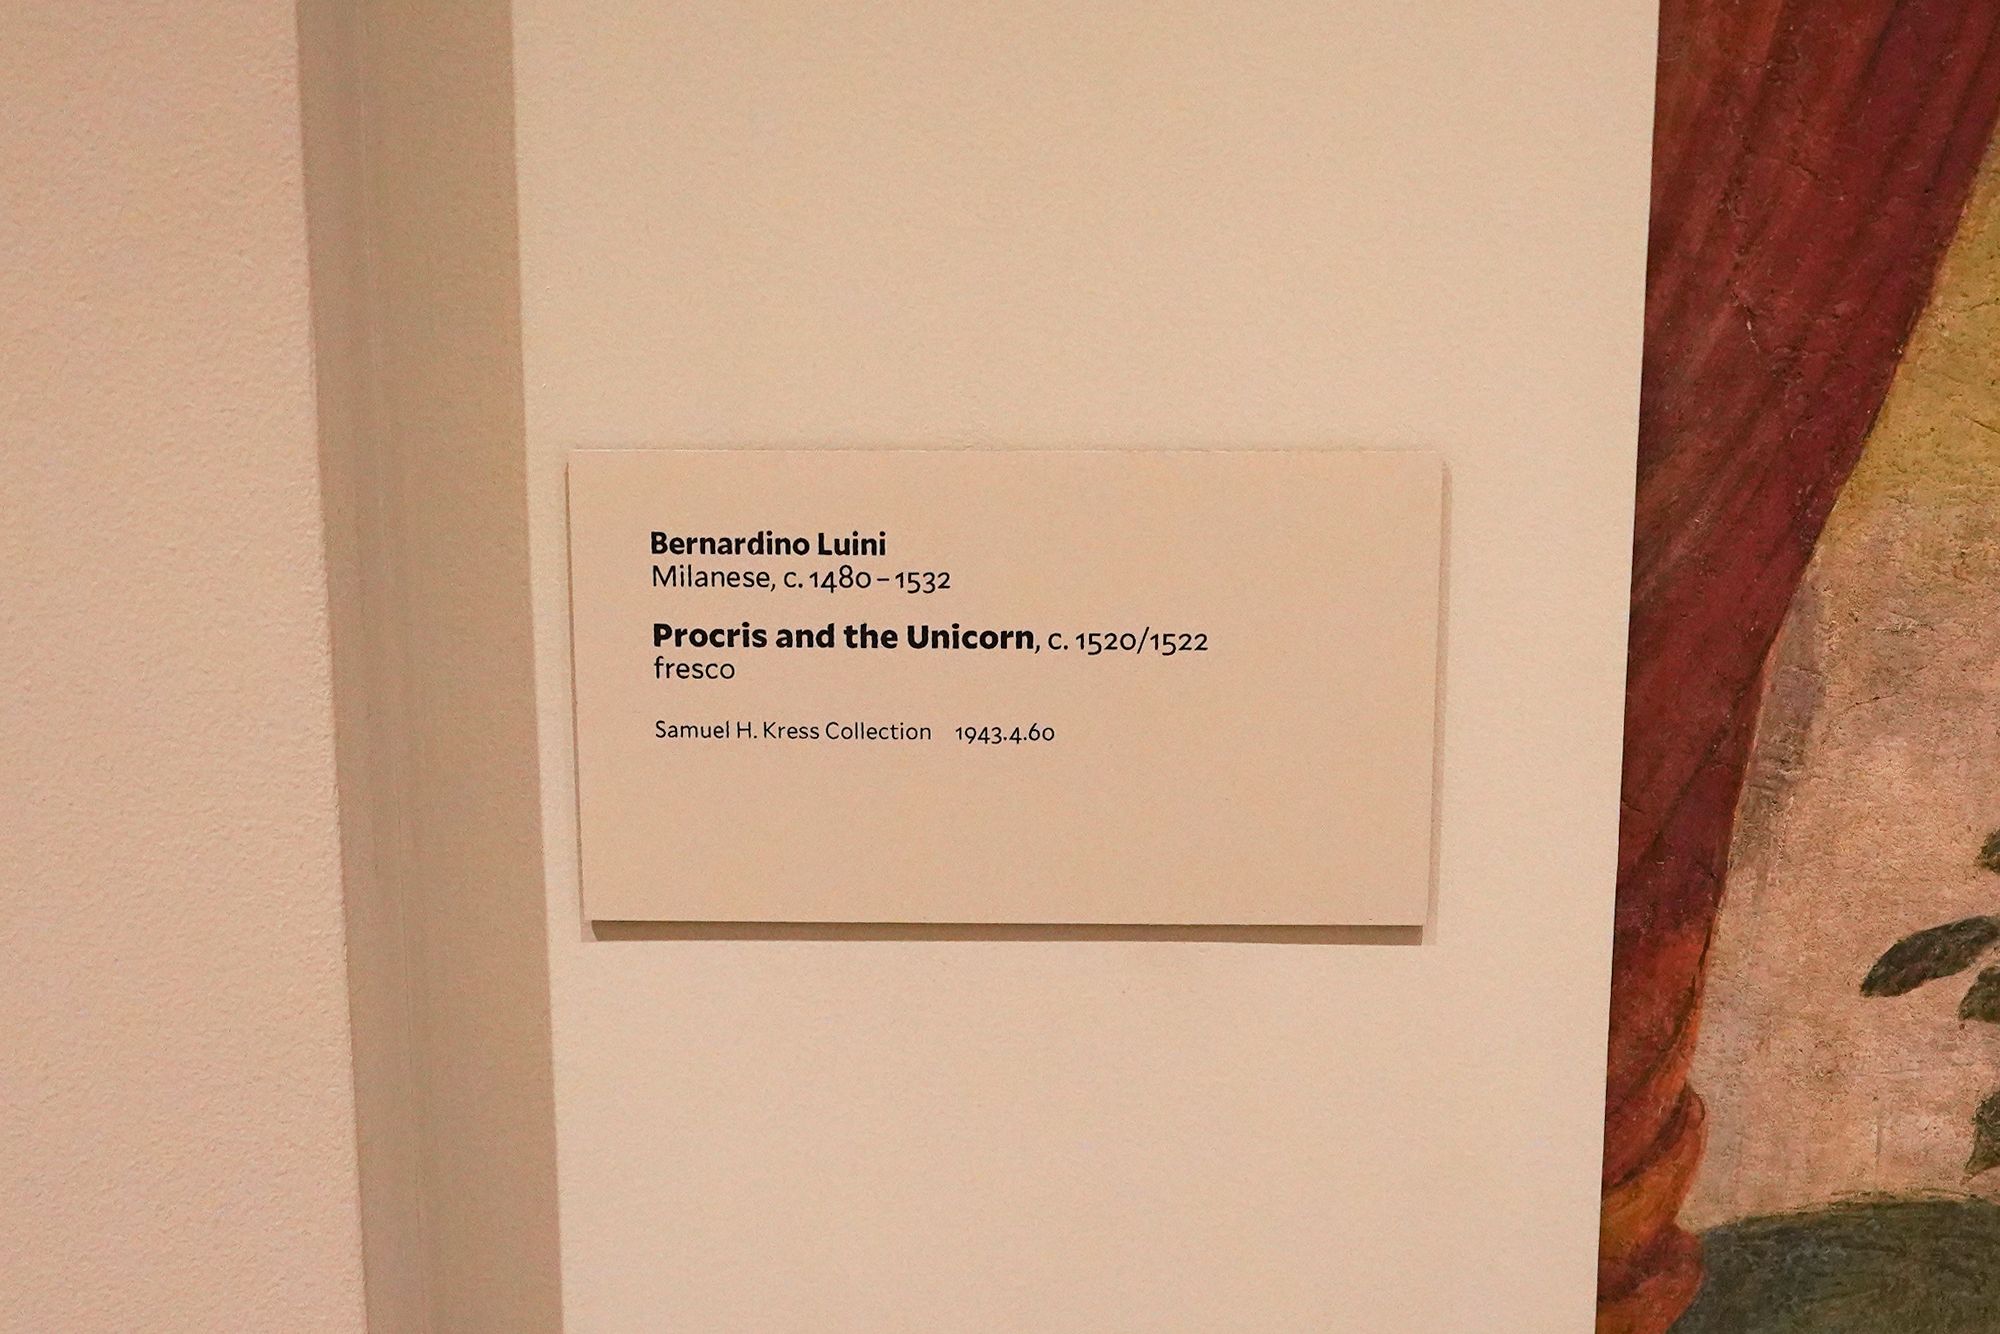 Bernardino Luini
Milanese, c. 1480–1532
Procris and the Unicorn, c. 1520/1522
fresco
Samuel H. Kress Collection 1943.4.60